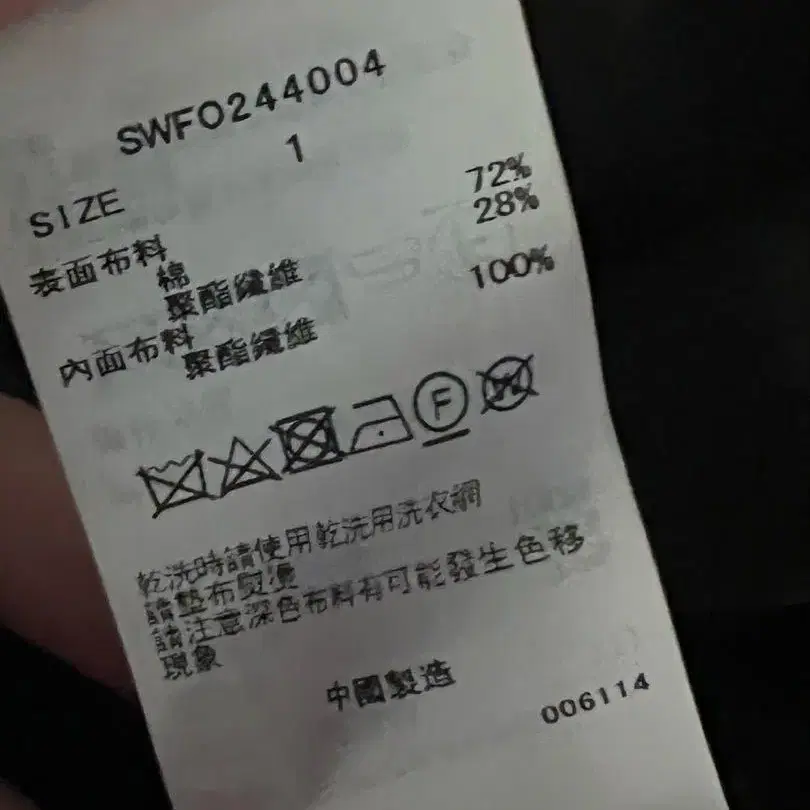 SWF0244004
SIZE 1
表面布料
棉 72%
聚酯纖維 28%
內面布料
聚酯纖維 100%
F
W
乾洗時請使用乾洗用洗衣網
請墊布熨燙
請注意深色布料有可能發生色移
現象
中國製造
006114